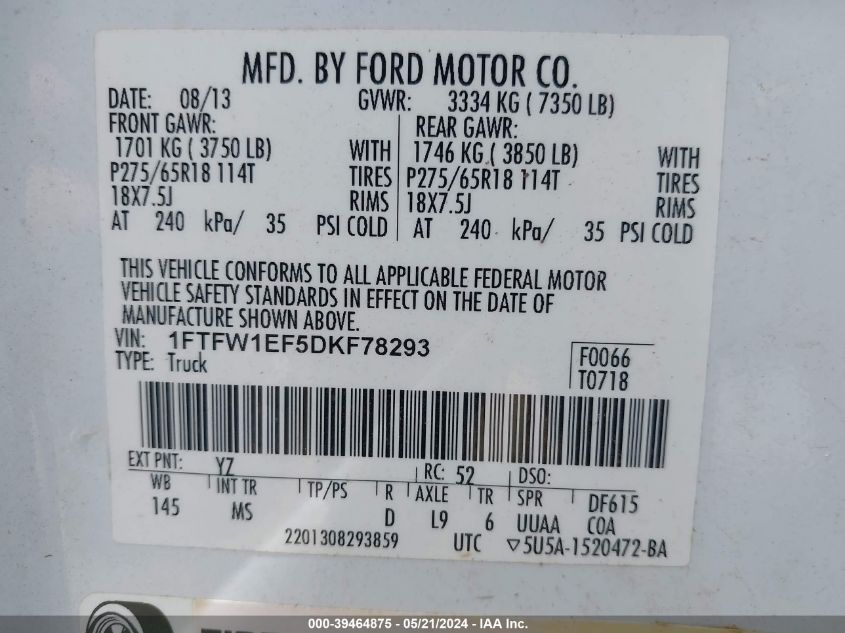 MFD. BY FORD MOTOR CO.
DATE: 08/13 GVWR: 3334 KG ( 7350 LB)
FRONT GAWR: REAR GAWR:
1701 KG ( 3750 LB) WITH 1746 KG ( 3850 LB) WITH
P275/65R18 114T TIRES P275/65R18 114T TIRES
18X7.5J RIMS 18X7.5J RIMS
AT 240 kPa/ 35 PSI COLD AT 240 kPa/ 35 PSI COLD
THIS VEHICLE CONFORMS TO ALL APPLICABLE FEDERAL MOTOR
VEHICLE SAFETY STANDARDS IN EFFECT ON THE DATE OF
MANUFACTURE SHOWN ABOVE.
VIN: 1FTFW1EF5DKF78293
TYPE: Truck
F0066
T0718
EXT PNT: YZ RC: 52 DSO:
WB INT TR TP/PS R AXLE TR SPR DF615
145 MS D L9 6 UUAA COA
2201308293859 UTC ▽5U5A-1520472-BA
000-39464875 - 05/21/2024 - IAA Inc.